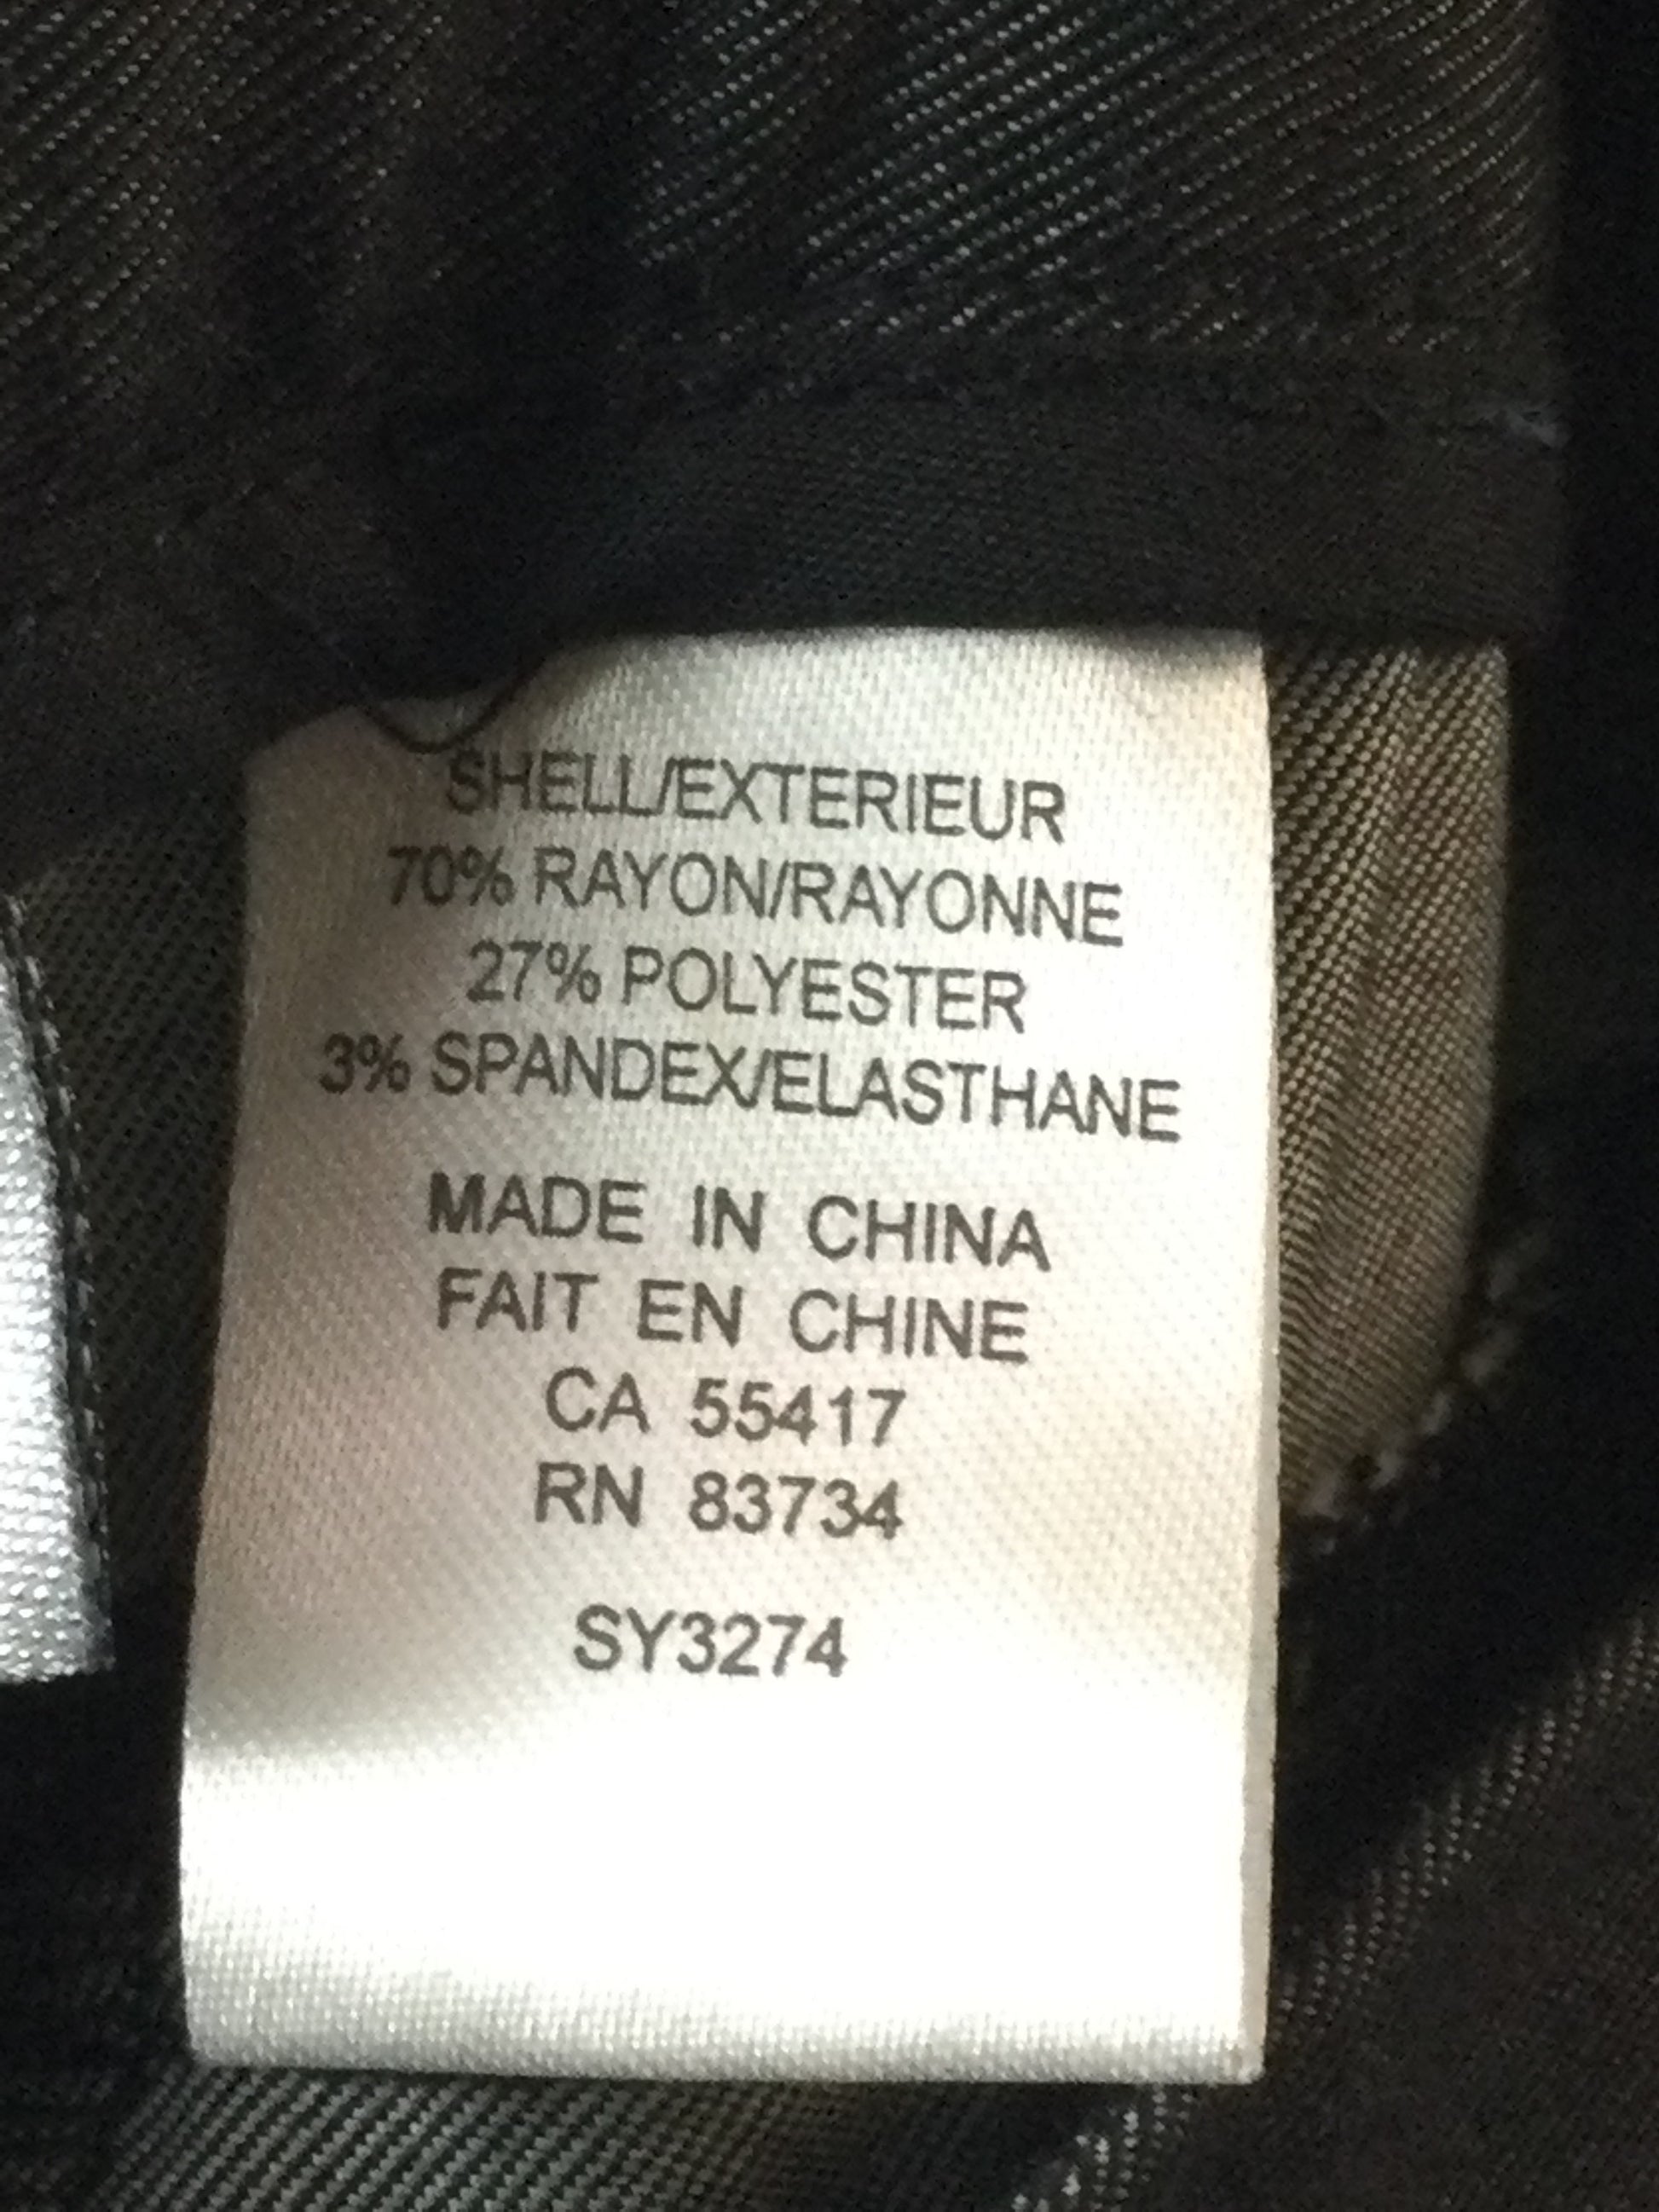 SHELL/EXTERIEUR
70% RAYON/RAYONNE
27% POLYESTER
3% SPANDEX/ELASTHANE
MADE IN CHINA
FAIT EN CHINE
CA 55417
RN 83734
SY3274